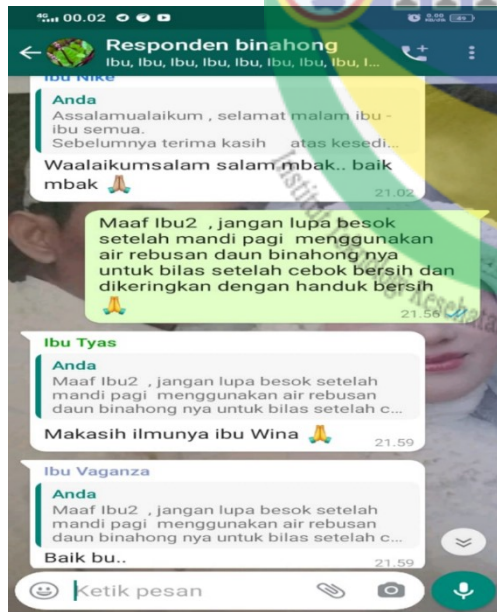 4G 00.02
Responden binahong
Ibu, Ibu, Ibu, Ibu, Ibu, Ibu, Ibu, Ibu, I...
Ibu Nike
Anda
Assalamualaikum , selamat malam ibu -
ibu semua.
Sebelumnya terima kasih atas kesedi...
Waalaikumsalam salam mbak.. baik
mbak 🙏
21.02
Maaf Ibu2 , jangan lupa besok
setelah mandi pagi menggunakan
air rebusan daun binahong nya
untuk bilas setelah cebok bersih dan
dikeringkan dengan handuk bersih
🙏
21.56
Ibu Tyas
Anda
Maaf Ibu2 , jangan lupa besok setelah
mandi pagi menggunakan air rebusan
daun binahong nya untuk bilas setelah c...
Makasih ilmunya ibu Wina 🙏
21.59
Ibu Vaganza
Anda
Maaf Ibu2 , jangan lupa besok setelah
mandi pagi menggunakan air rebusan
daun binahong nya untuk bilas setelah c...
Baik bu..
21.59
Ketik pesan
Institut Teknologi Kesehata